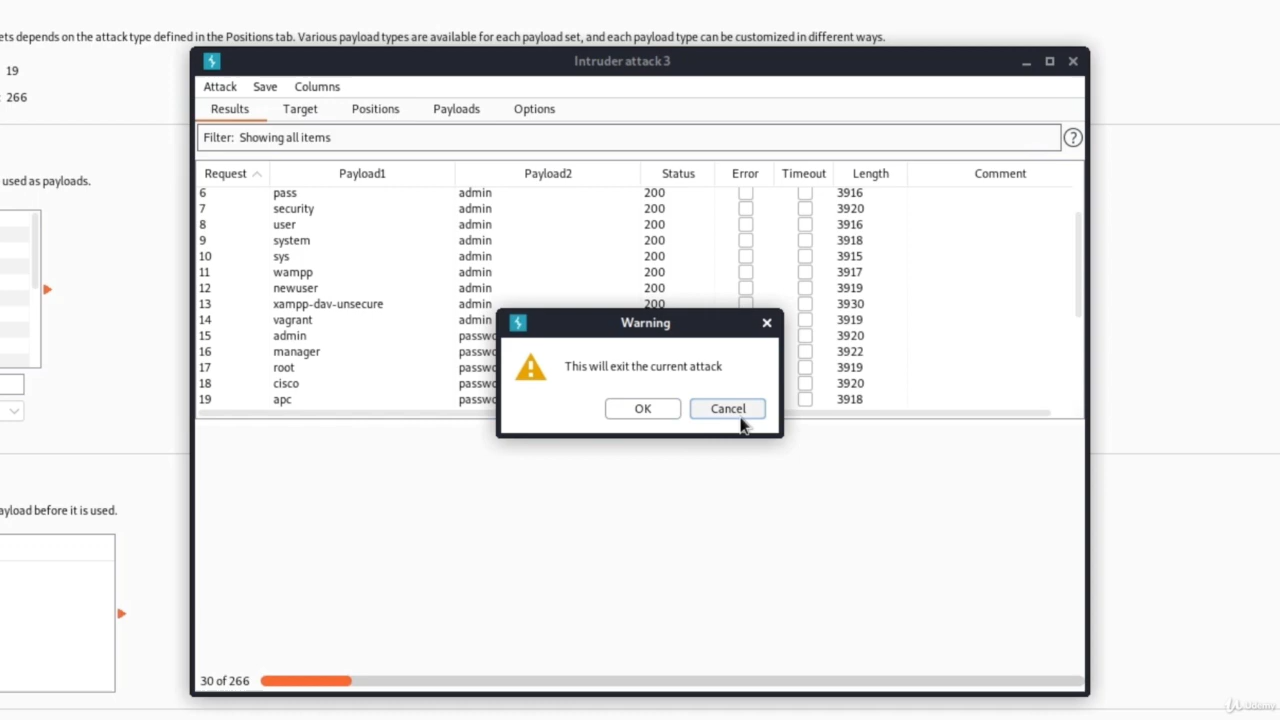 ets depends on the attack type defined in the Positions tab. Various payload types are available for each payload set, and each payload type can be customized in different ways.
Intruder attack 3
19
Attack Save Columns
266
Results Target Positions Payloads Options
Filter: Showing all items
?
Request Payload1 Payload2 Status Error Timeout Length Comment
used as payloads.
6 pass admin 200 3916
7 security admin 200 3920
8 user admin 200 3916
9 system admin 200 3918
10 sys admin 200 3915
11 wampp admin 200 3917
12 newuser admin 200 3919
13 xampp-dav-unsecure admin 200 3930
14 vagrant admin 3919
15 admin passwo 3920
16 manager passwo 3922
17 root passwo 3919
18 cisco passwo 3920
19 apc passwo 3918
Warning
This will exit the current attack
OK Cancel
ayload before it is used.
30 of 266
Udemy